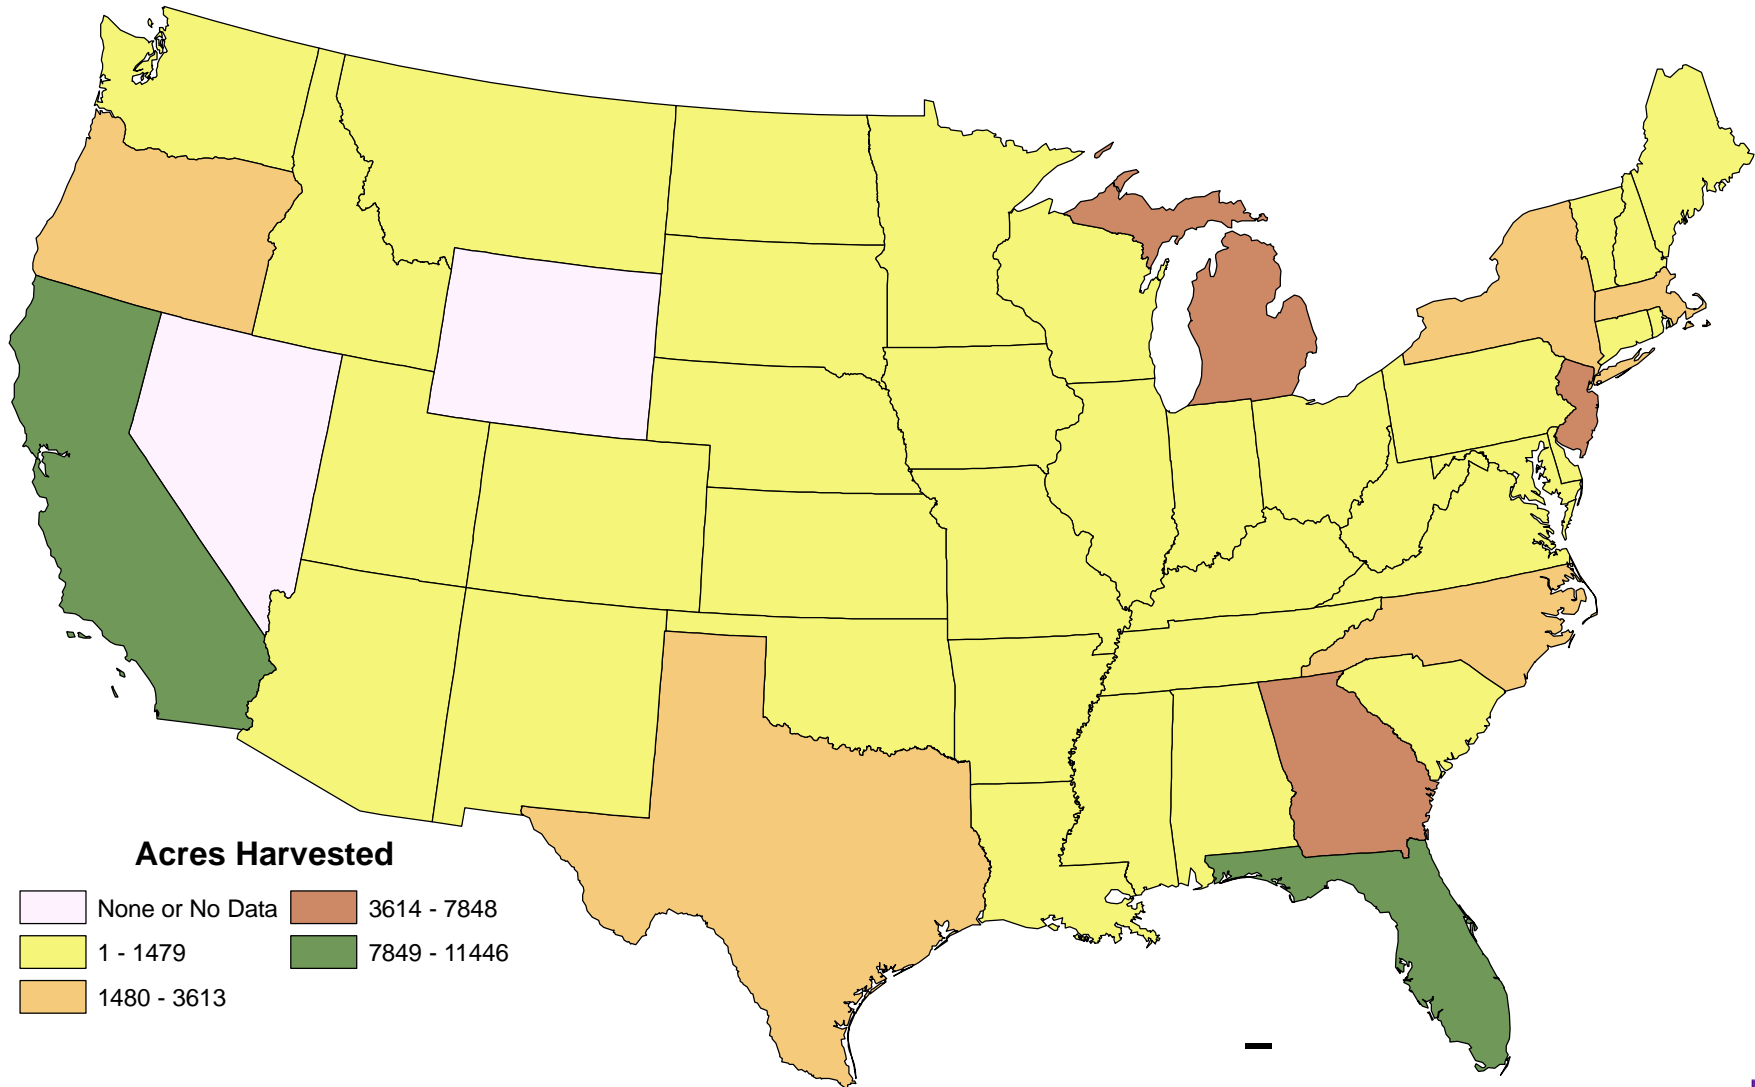 Acres Harvested
None or No Data
1 - 1479
1480 - 3613
3614 - 7848
7849 - 11446